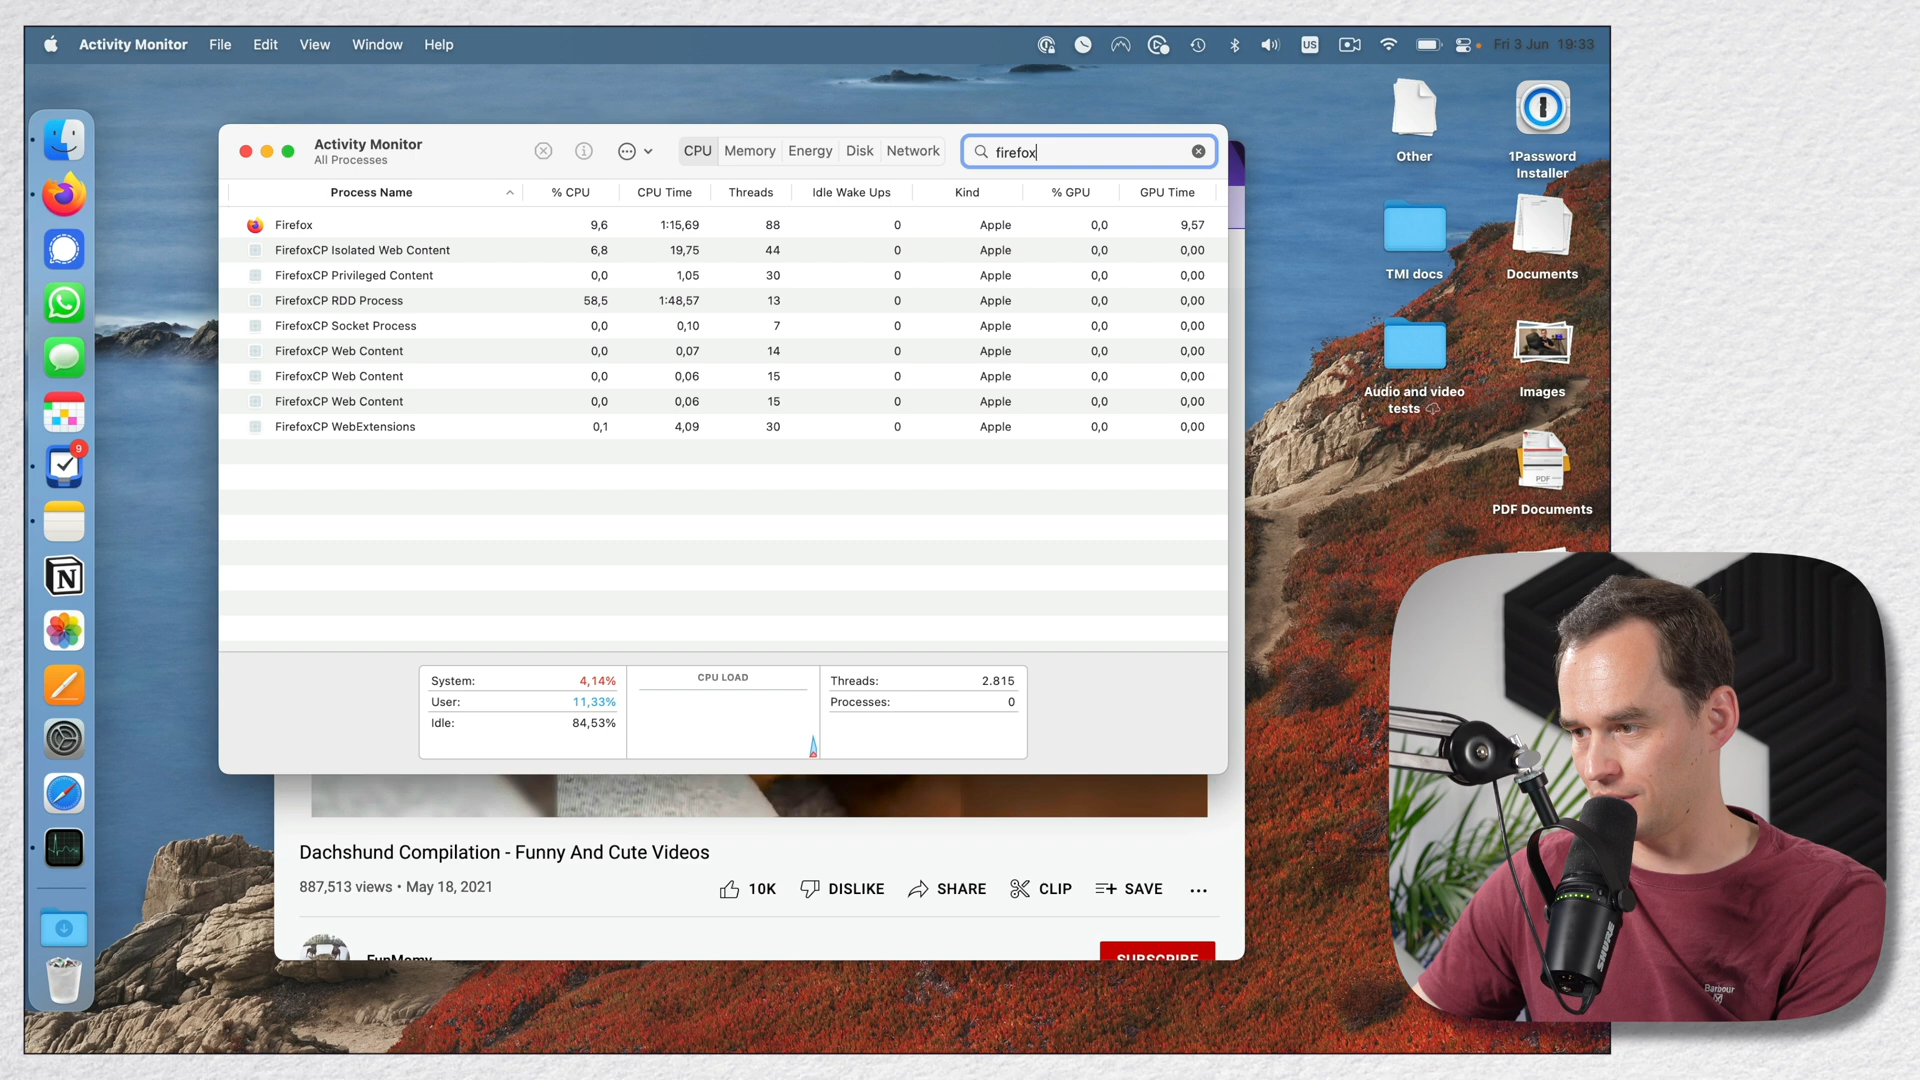 Activity Monitor File Edit View Window Help
US Fri 3 Jun 19:33
Activity Monitor
All Processes
CPU Memory Energy Disk Network
firefox
Process Name % CPU CPU Time Threads Idle Wake Ups Kind % GPU GPU Time
Firefox 9,6 1:15,69 88 0 Apple 0,0 9,57
FirefoxCP Isolated Web Content 6,8 19,75 44 0 Apple 0,0 0,00
FirefoxCP Privileged Content 0,0 1,05 30 0 Apple 0,0 0,00
FirefoxCP RDD Process 58,5 1:48,57 13 0 Apple 0,0 0,00
FirefoxCP Socket Process 0,0 0,10 7 0 Apple 0,0 0,00
FirefoxCP Web Content 0,0 0,07 14 0 Apple 0,0 0,00
FirefoxCP Web Content 0,0 0,06 15 0 Apple 0,0 0,00
FirefoxCP Web Content 0,0 0,06 15 0 Apple 0,0 0,00
FirefoxCP WebExtensions 0,1 4,09 30 0 Apple 0,0 0,00
System: 4,14%
User: 11,33%
Idle: 84,53%
CPU LOAD
Threads: 2.815
Processes: 0
Dachshund Compilation - Funny And Cute Videos
887,513 views • May 18, 2021
10K DISLIKE SHARE CLIP SAVE
FunMomy
SUBSCRIBE
Other
1Password
Installer
TMI docs
Documents
Audio and video
tests
Images
PDF
PDF Documents
9
SHURE
Barbour